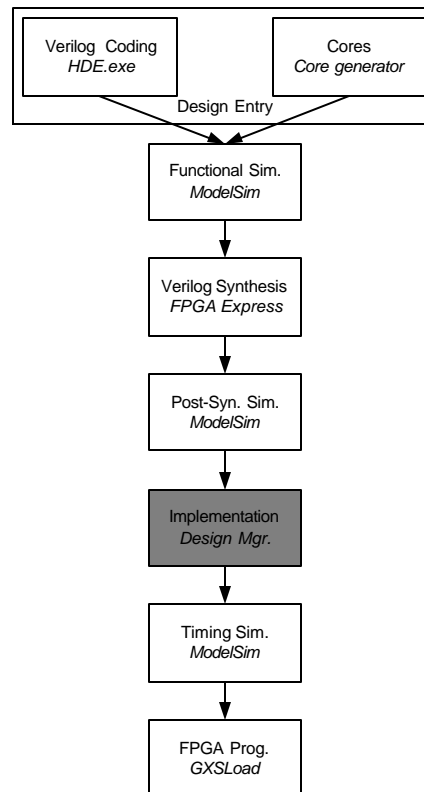 Verilog Coding
HDE.exe
Cores
Core generator
Design Entry
Functional Sim.
ModelSim
Verilog Synthesis
FPGA Express
Post-Syn. Sim.
ModelSim
Implementation
Design Mgr.
Timing Sim.
ModelSim
FPGA Prog.
GXSLoad